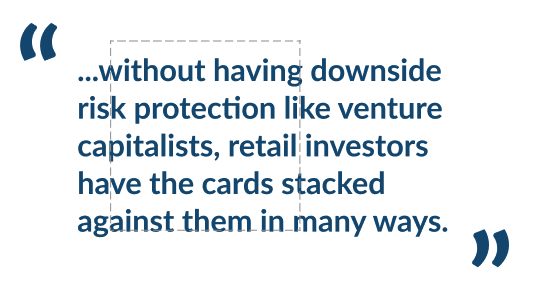 “
...without having downside
risk protection like venture
capitalists, retail investors
have the cards stacked
against them in many ways.
”